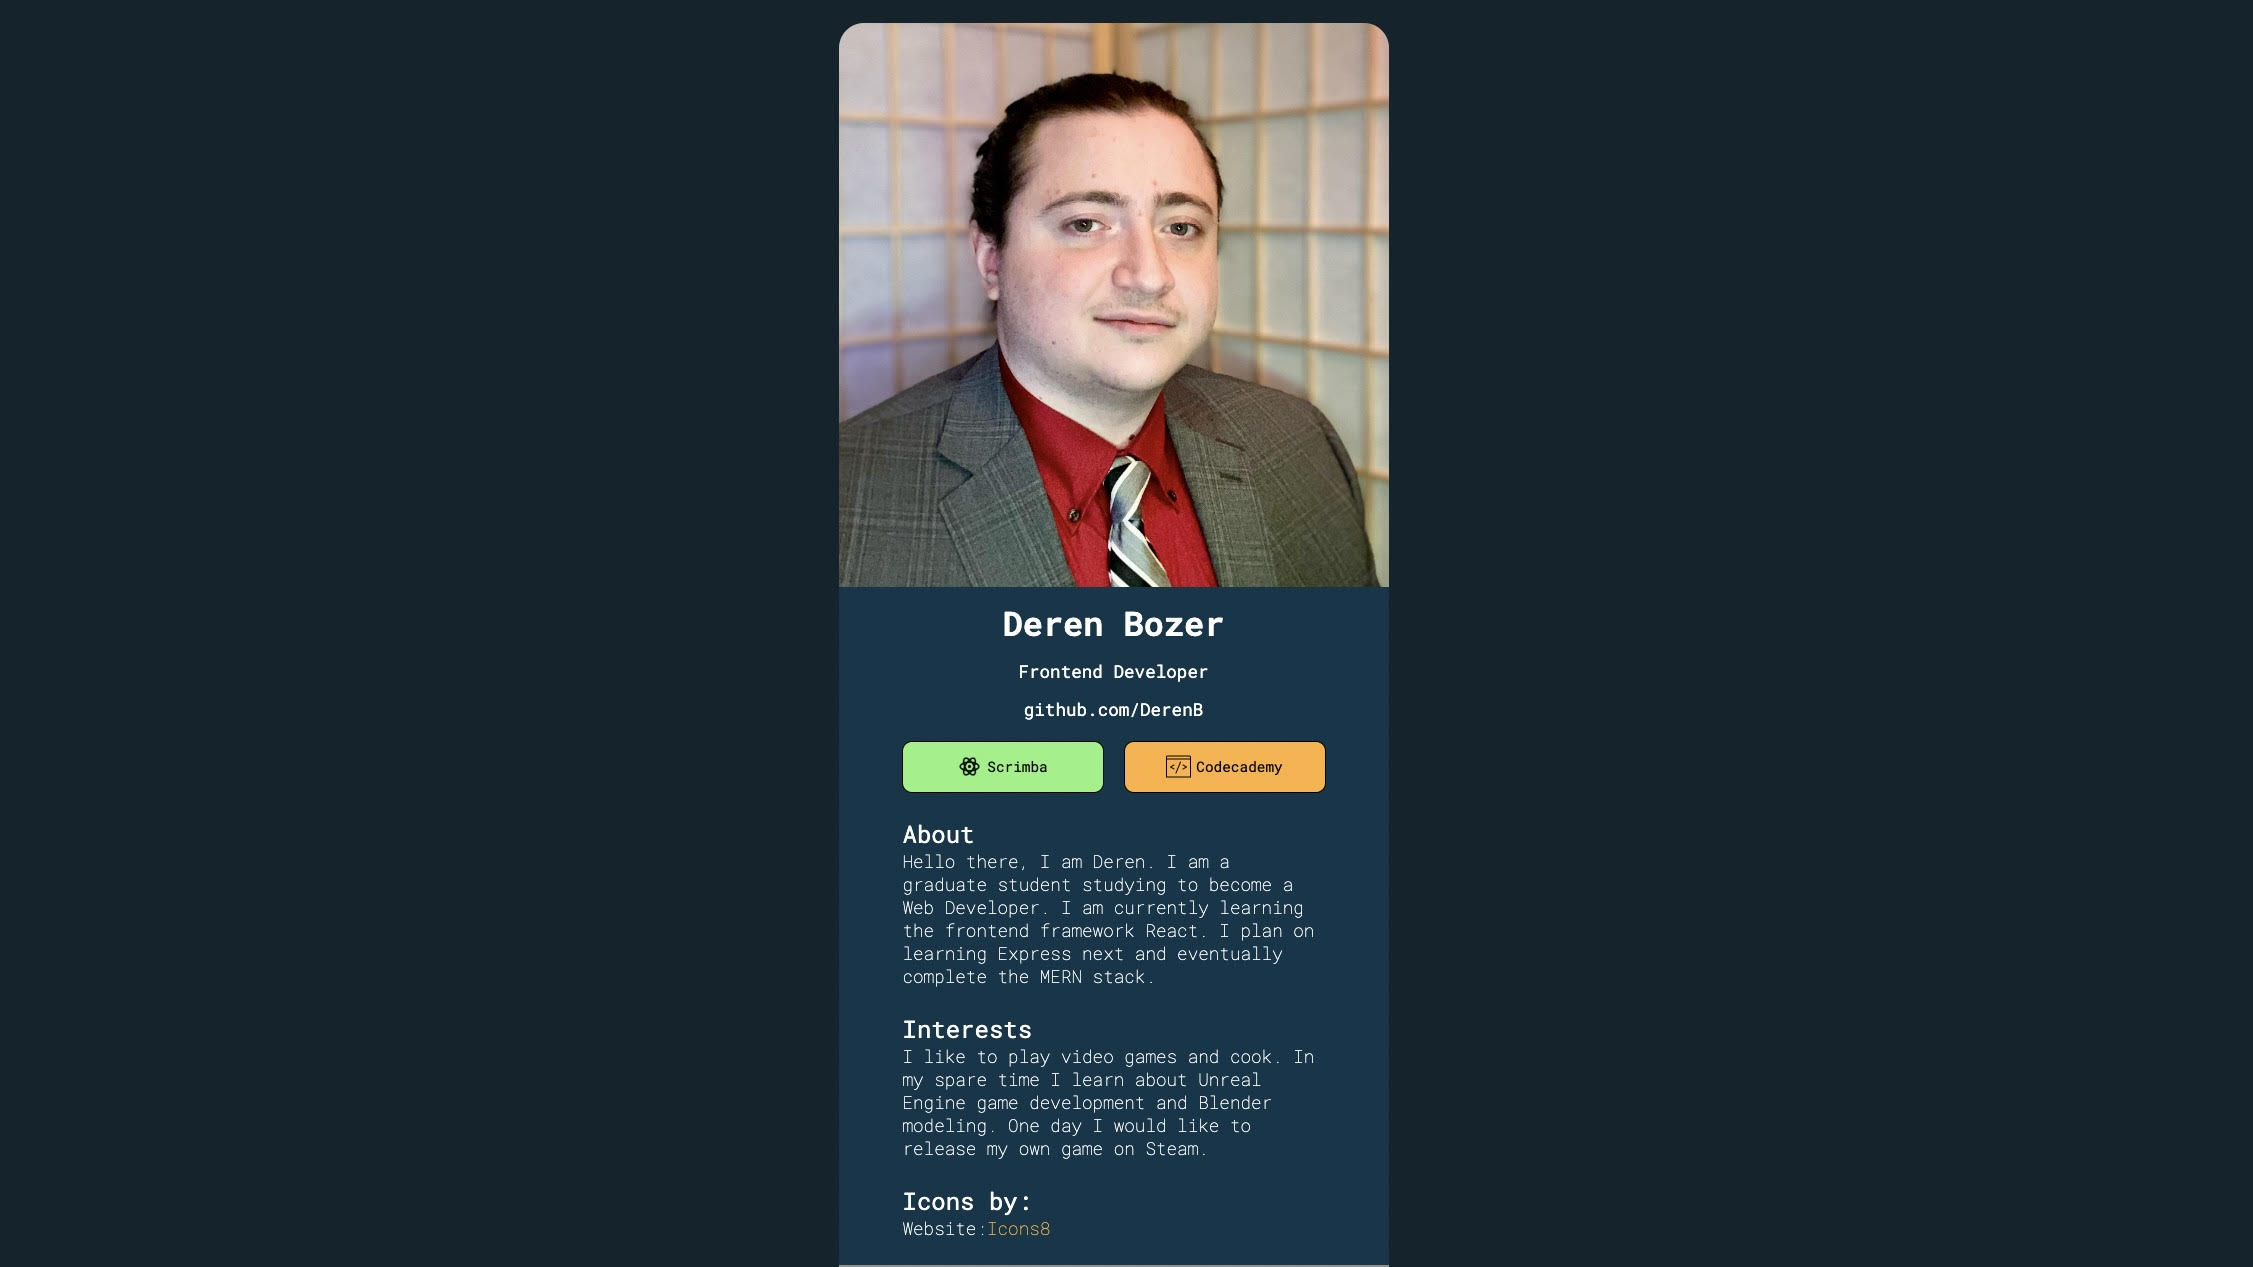 Deren Bozer
Frontend Developer
github.com/DerenB
Scrimba
</> Codecademy
About
Hello there, I am Deren. I am a
graduate student studying to become a
Web Developer. I am currently learning
the frontend framework React. I plan on
learning Express next and eventually
complete the MERN stack.
Interests
I like to play video games and cook. In
my spare time I learn about Unreal
Engine game development and Blender
modeling. One day I would like to
release my own game on Steam.
Icons by:
Website:Icons8